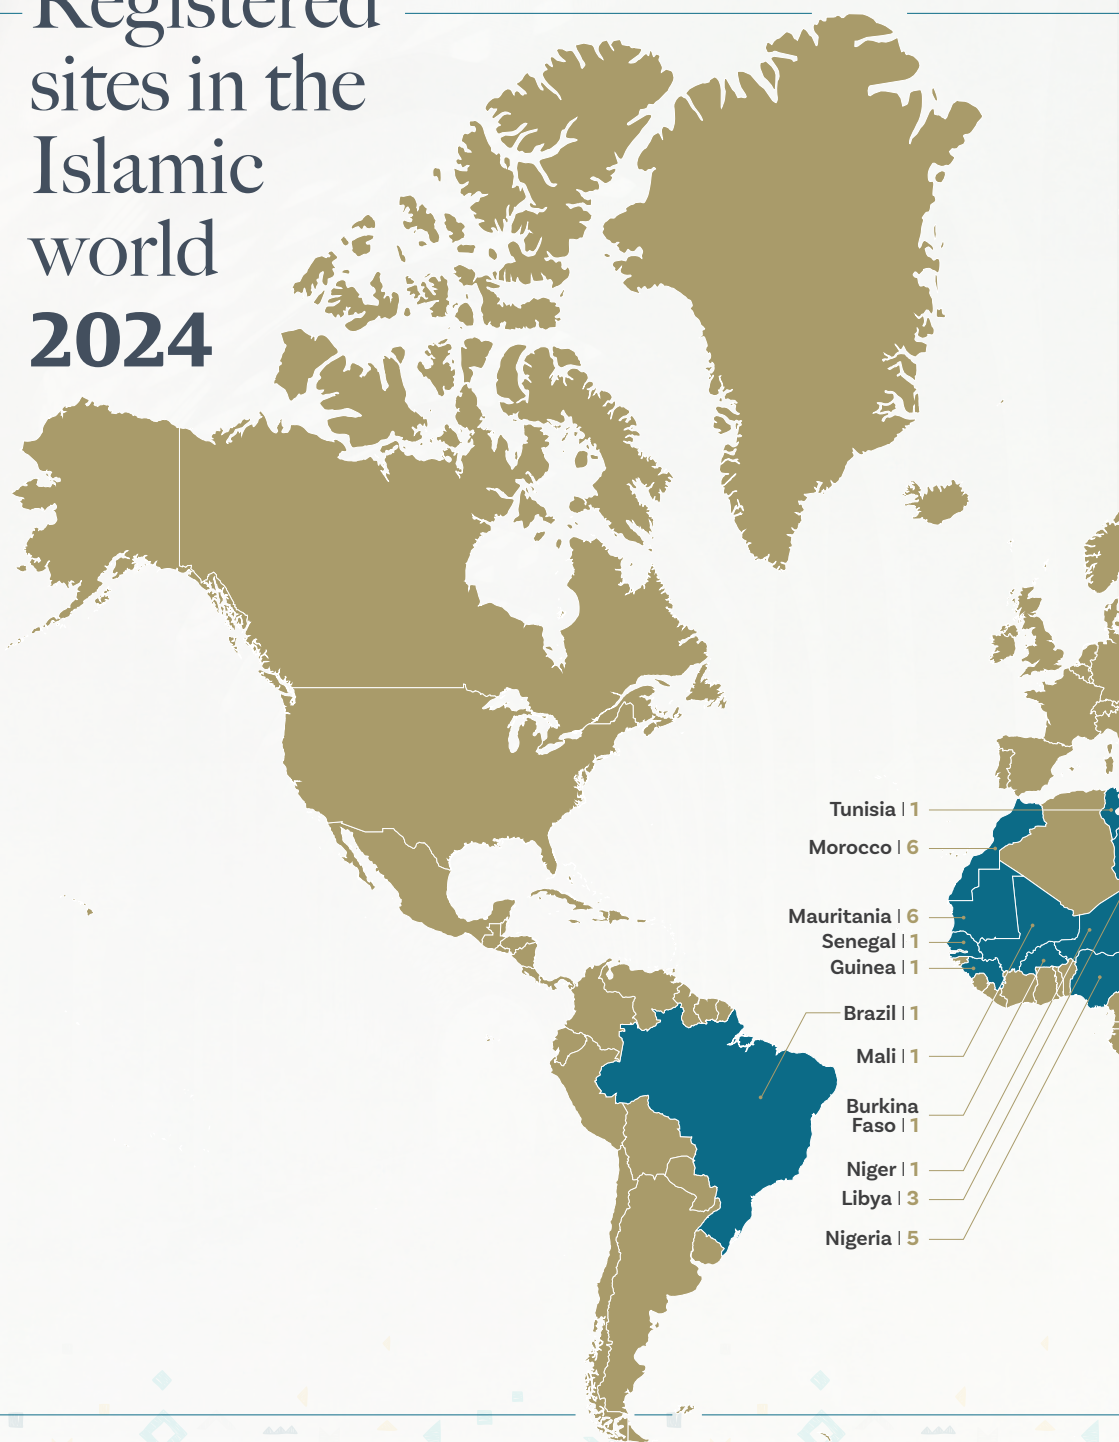 Registered
sites in the
Islamic
world
2024
Tunisia | 1
Morocco | 6
Mauritania | 6
Senegal | 1
Guinea | 1
Brazil | 1
Mali | 1
Burkina
Faso | 1
Niger | 1
Libya | 3
Nigeria | 5